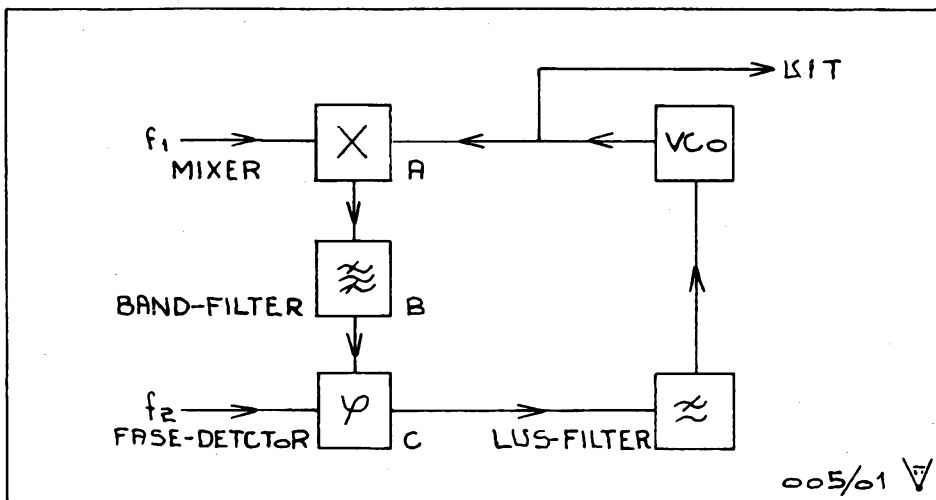 UIT
f1
VCO
MIXER
A
BAND-FILTER
B
f2
φ
FASE-DETCTOR
C
LUS-FILTER
005/01